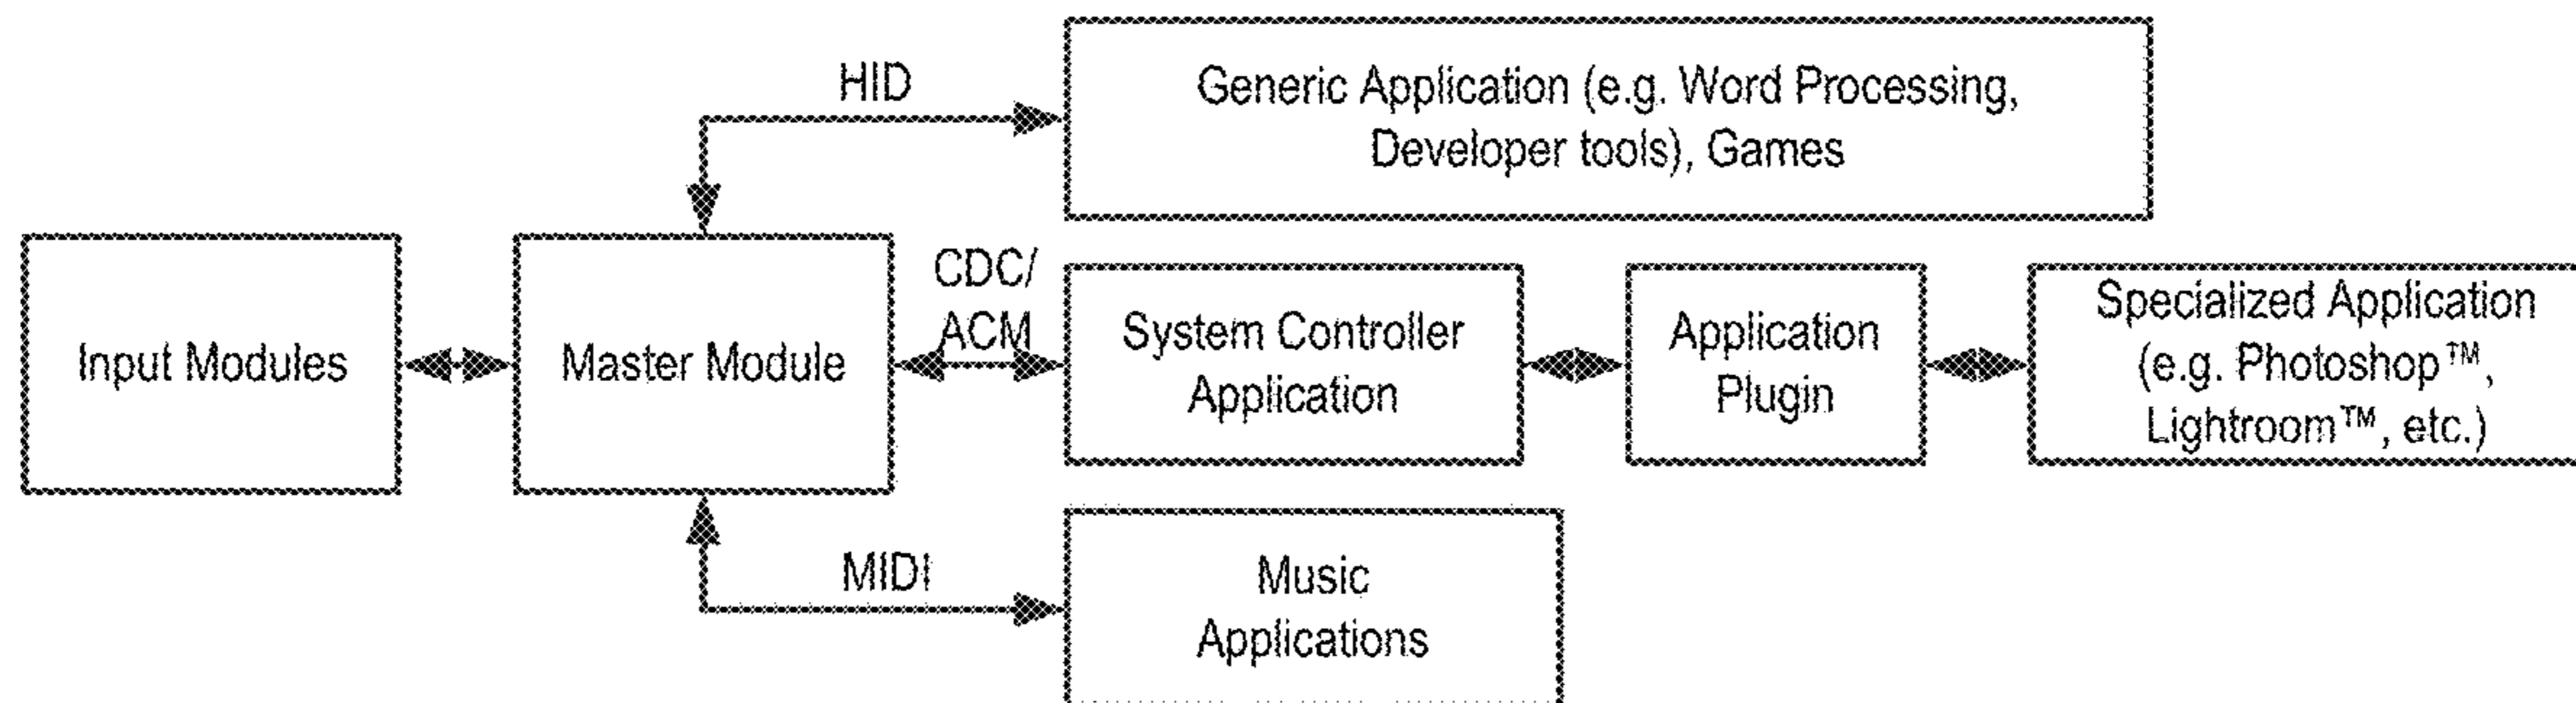 HID
Generic Application (e.g. Word Processing,
Developer tools), Games
Input Modules
Master Module
CDC/
ACM
System Controller
Application
Application
Plugin
Specialized Application
(e.g. Photoshop™,
Lightroom™, etc.)
MIDI
Music
Applications